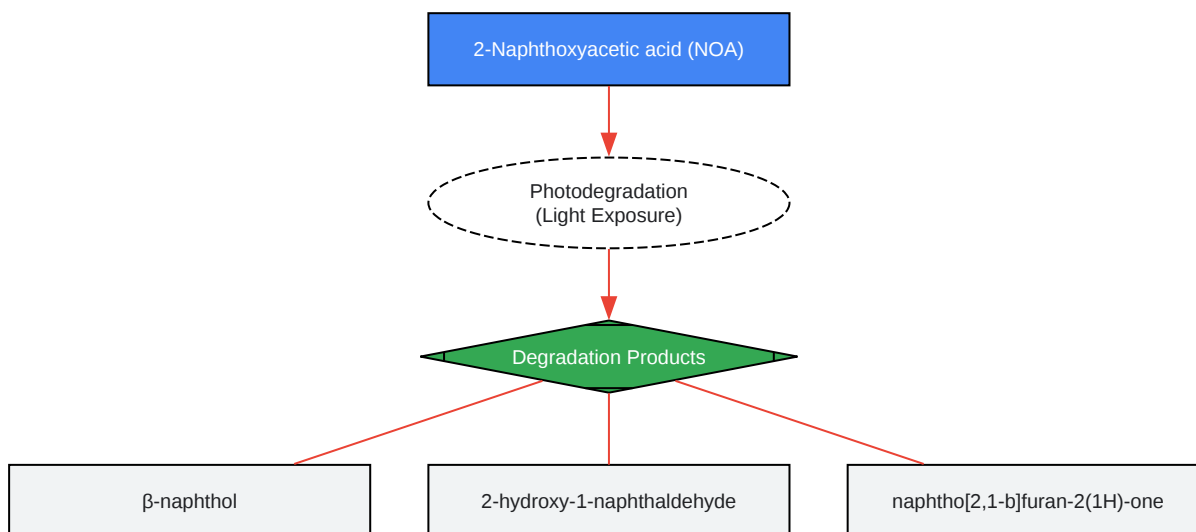 2-Naphthoxyacetic acid (NOA)
Photodegradation
(Light Exposure)
Degradation Products
β-naphthol
2-hydroxy-1-naphthaldehyde
naphtho[2,1-b]furan-2(1H)-one